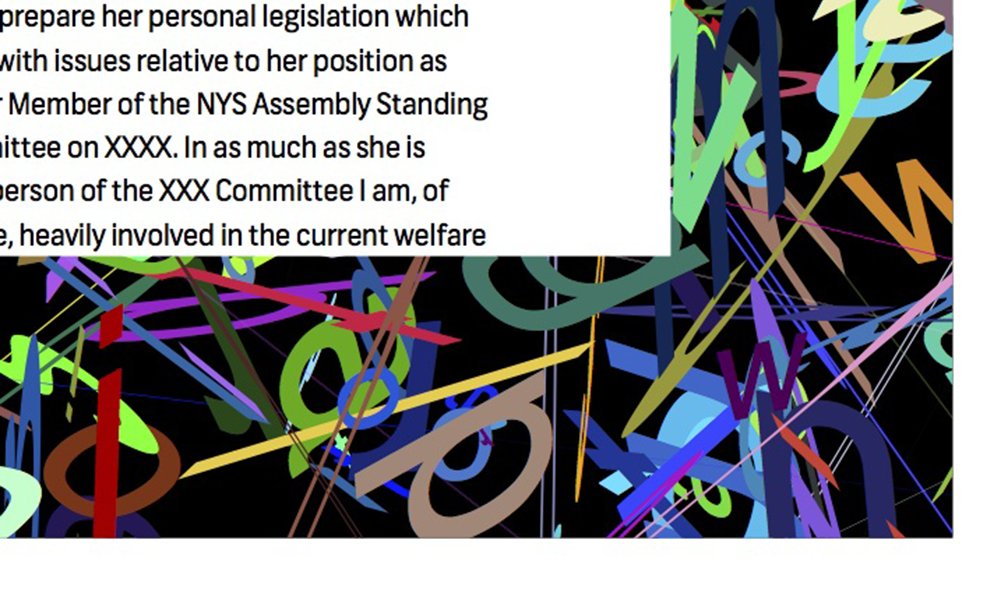 prepare her personal legislation which
with issues relative to her position as
Member of the NYS Assembly Standing
ittee on XXXX. In as much as she is
erson of the XXX Committee I am, of
e, heavily involved in the current welfare